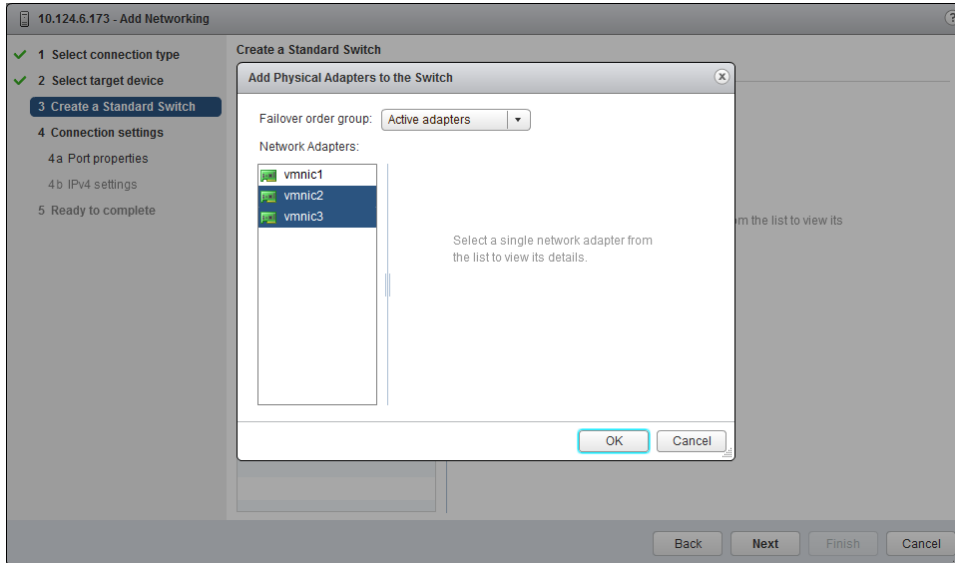 10.124.6.173 - Add Networking
?
1 Select connection type
2 Select target device
3 Create a Standard Switch
4 Connection settings
4a Port properties
4b IPv4 settings
5 Ready to complete
Create a Standard Switch
Add Physical Adapters to the Switch
Failover order group: Active adapters
Network Adapters:
vmnic1
vmnic2
vmnic3
Select a single network adapter from
the list to view its details.
m the list to view its
OK Cancel
Back Next Finish Cancel